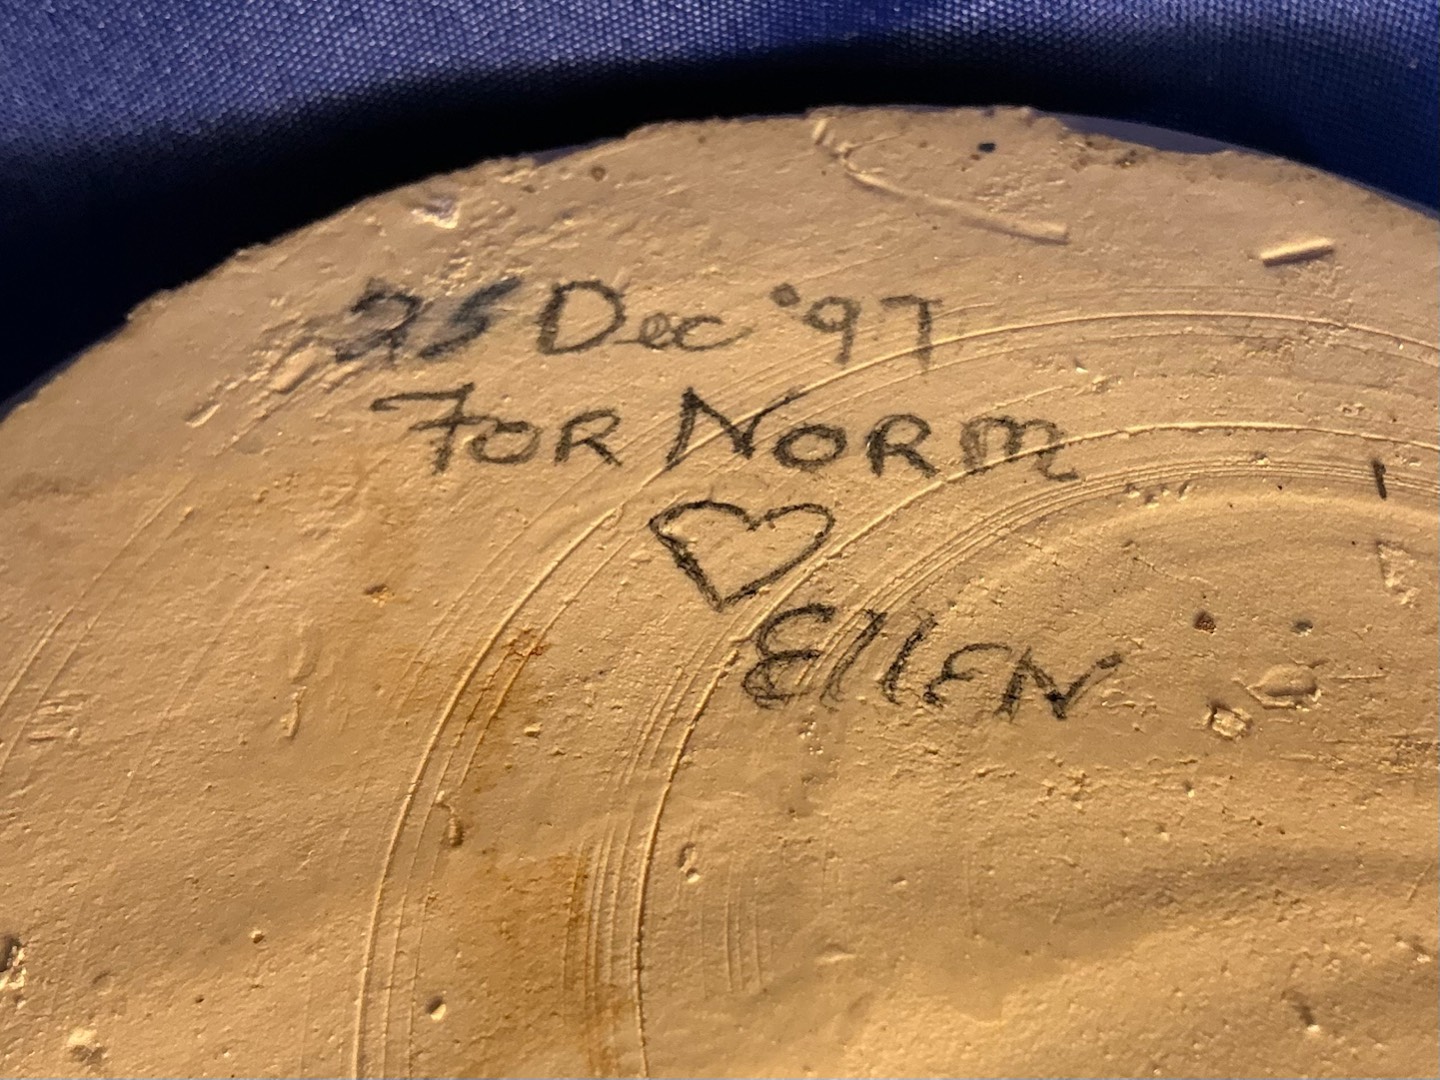 25 Dec '97
FOR NORM
♡
EllEN